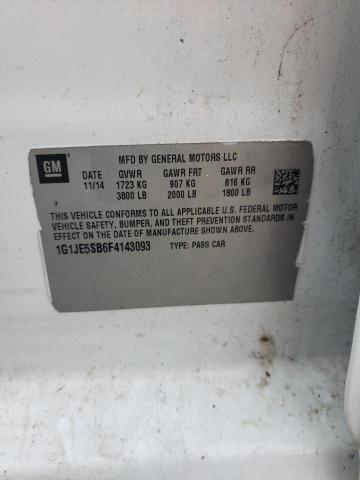 GM
MFD BY GENERAL MOTORS LLC
DATE GVWR GAWR FRT GAWR RR
11/14 1723 KG 907 KG 816 KG
3800 LB 2000 LB 1800 LB
THIS VEHICLE CONFORMS TO ALL APPLICABLE U.S. FEDERAL MOTOR
VEHICLE SAFETY, BUMPER, AND THEFT PREVENTION STANDARDS
IN EFFECT ON THE DATE OF MANUFACTURE SHOWN ABOVE.
1G1JE5SB6F4143093 TYPE: PASS CAR